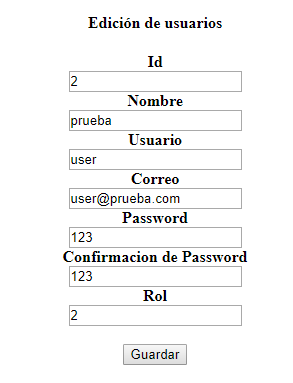 Edición de usuarios
Id
2
Nombre
prueba
Usuario
user
Correo
user@prueba.com
Password
123
Confirmacion de Password
123
Rol
2
Guardar